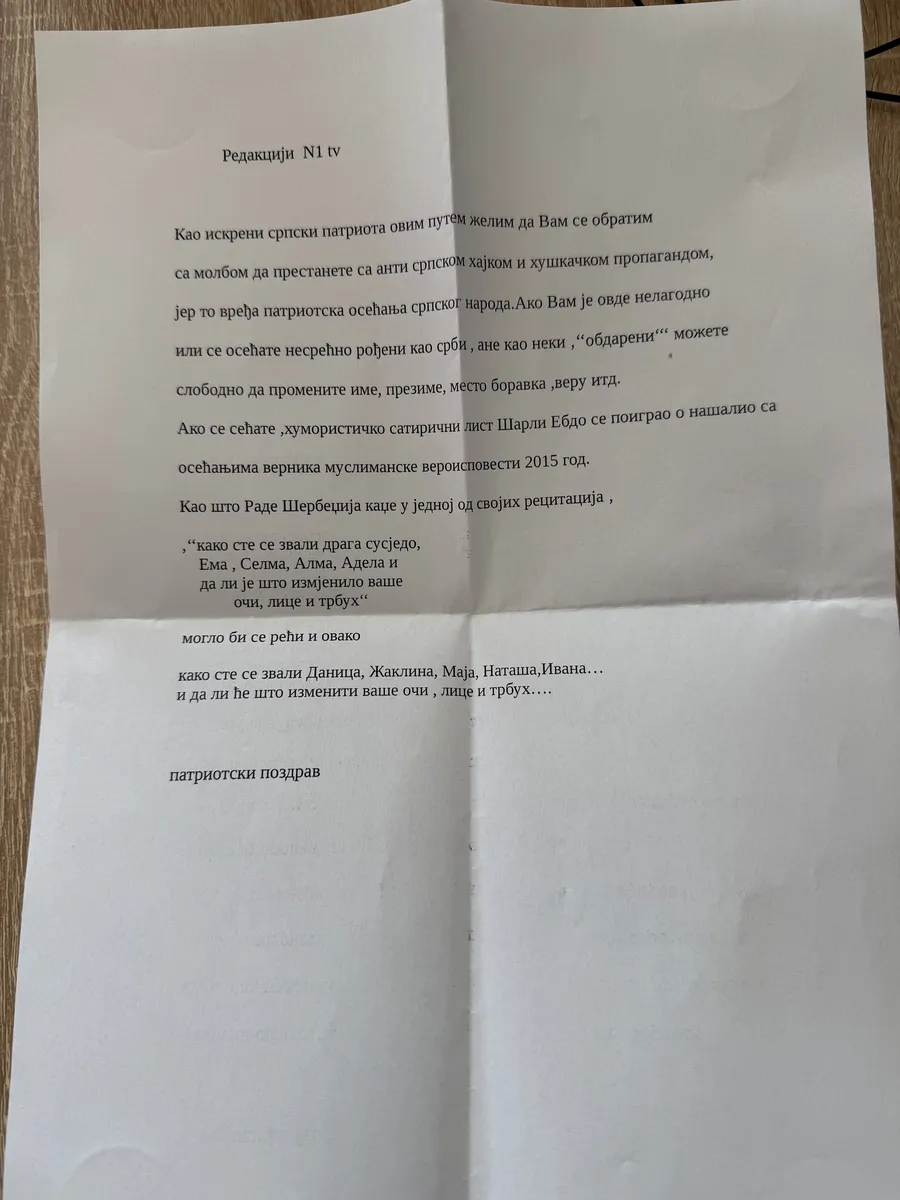 Редакцији N1 tv
Као искрени српски патриота овим путем желим да Вам се обратим
са молбом да престанете са анти српском хајком и хушкачком пропагандом,
јер то вређа патриотска осећања српског народа.Ако Вам је овде нелагодно
или се осећате несрећно рођени као срби , ане као неки ,“обдарени“‘ можете
слободно да промените име, презиме, место боравка ,веру итд.
Ако се сећате ,хумористичко сатирични лист Шарли Ебдо се поиграо о нашалио са
осећањима верника муслиманске вероисповести 2015 год.
Као што Раде Шербеџија каџе у једној од својих рецитација ,
,“како сте се звали драга сусједо,
Ема , Селма, Алма, Адела и
да ли је што измјенило ваше
очи, лице и трбух“
могло би се рећи и овако
како сте се звали Даница, Жаклина, Маја, Наташа,Ивана…
и да ли ће што изменити ваше очи , лице и трбух….
патриотски поздрав